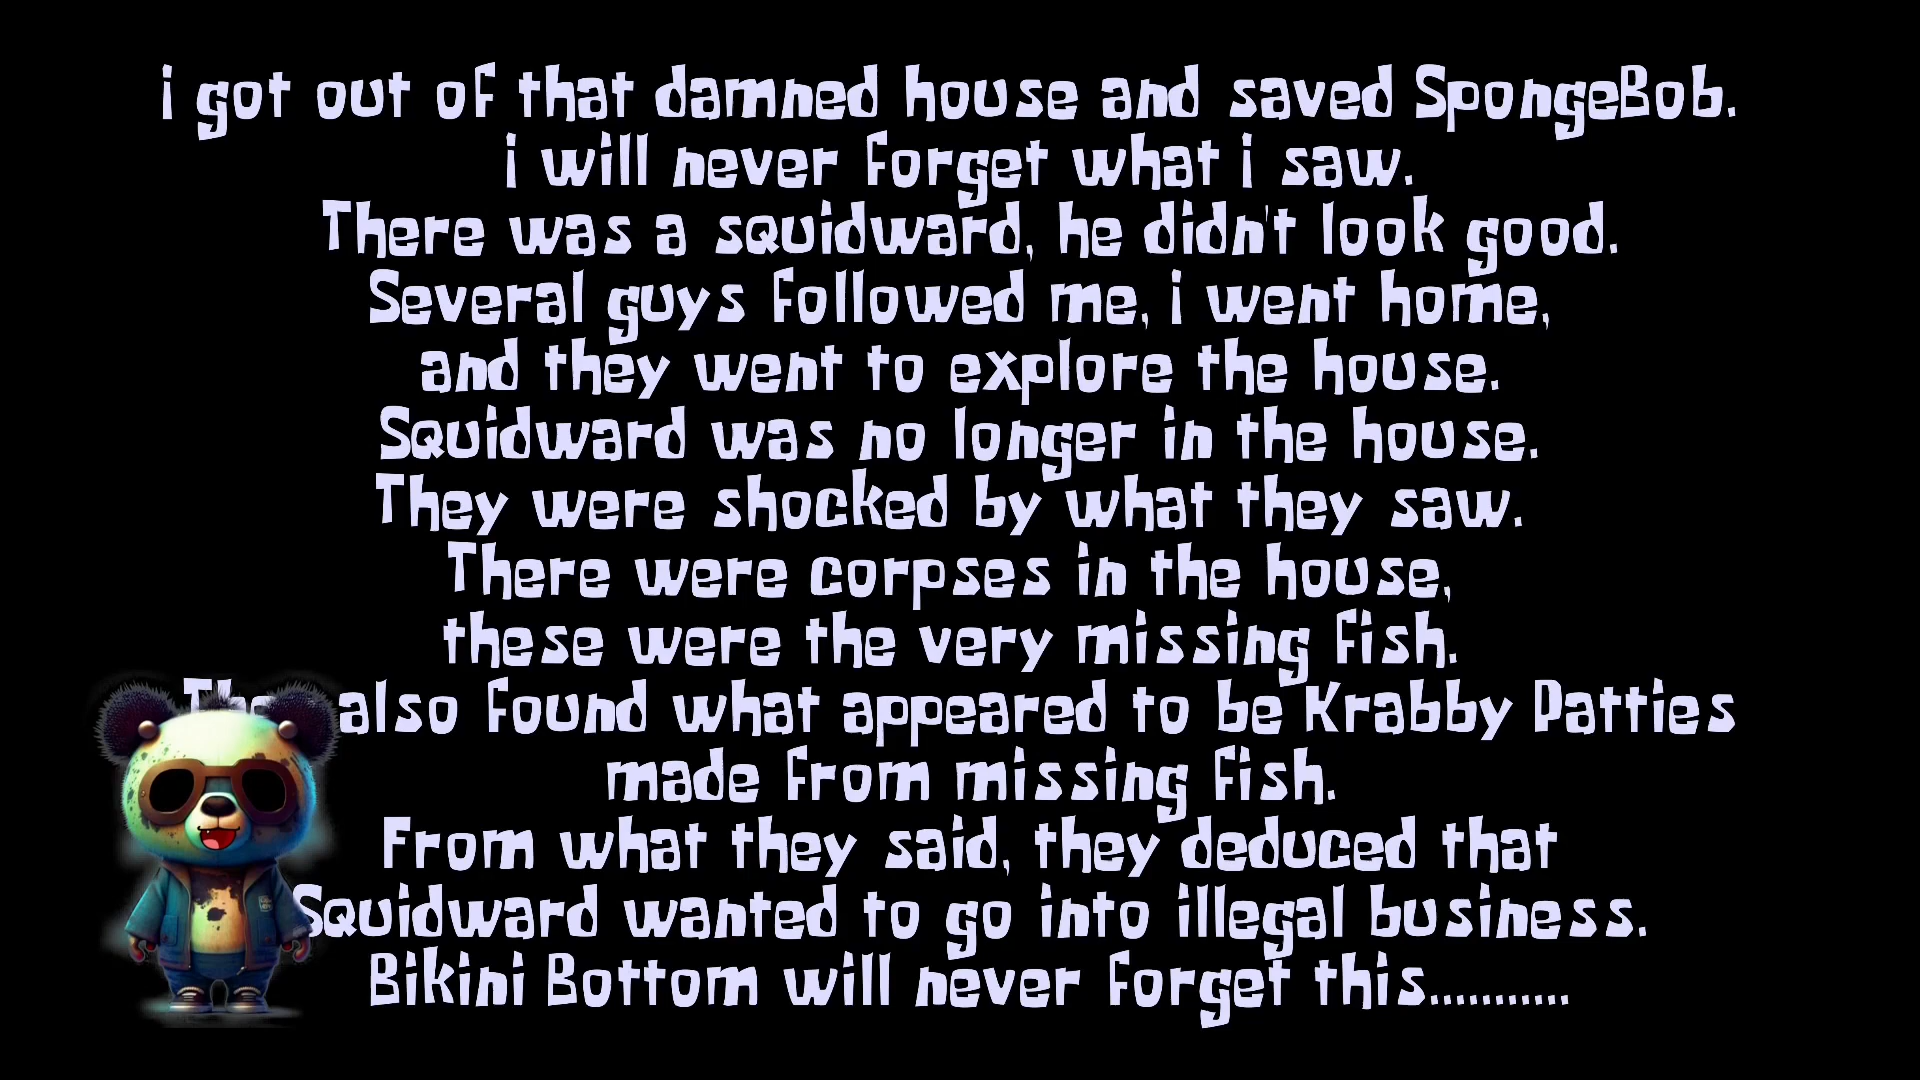 i got out of that damned house and saved SpongeBob.
i will never forget what i saw.
There was a squidward, he didn't look good.
Several guys followed me, i went home,
and they went to explore the house.
Squidward was no longer in the house.
They were shocked by what they saw.
There were corpses in the house,
these were the very missing fish.
also found what appeared to be Krabby Patties
made from missing fish.
From what they said, they deduced that
Squidward wanted to go into illegal business.
Bikini Bottom will never forget this...........